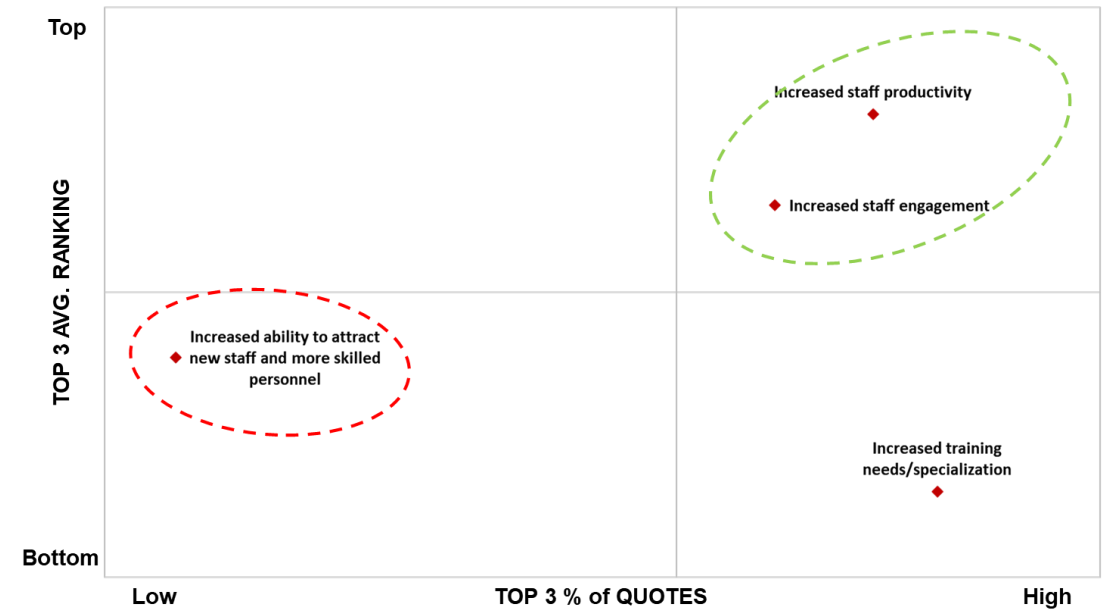 Top
Increased staff productivity
TOP 3 AVG. RANKING
Increased staff engagement
Increased ability to attract
new staff and more skilled
personnel
Increased training
needs/specialization
Bottom
Low
TOP 3 % of QUOTES
High